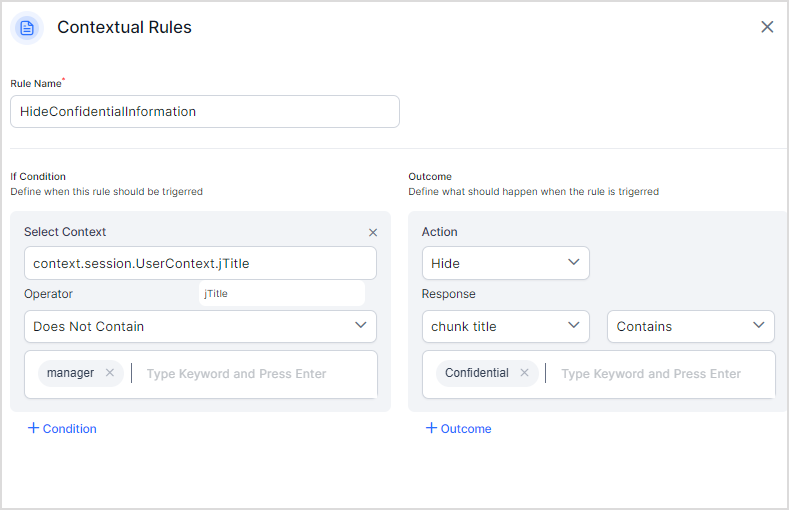 Contextual Rules
Rule Name*
HideConfidentialInformation
If Condition
Define when this rule should be trigerred
Select Context
context.session.UserContext.jTitle
Operator
jTitle
Does Not Contain
manager
Type Keyword and Press Enter
+ Condition
Outcome
Define what should happen when the rule is trigerred
Action
Hide
Response
chunk title
Contains
Confidential
Type Keyword and Press Enter
+ Outcome